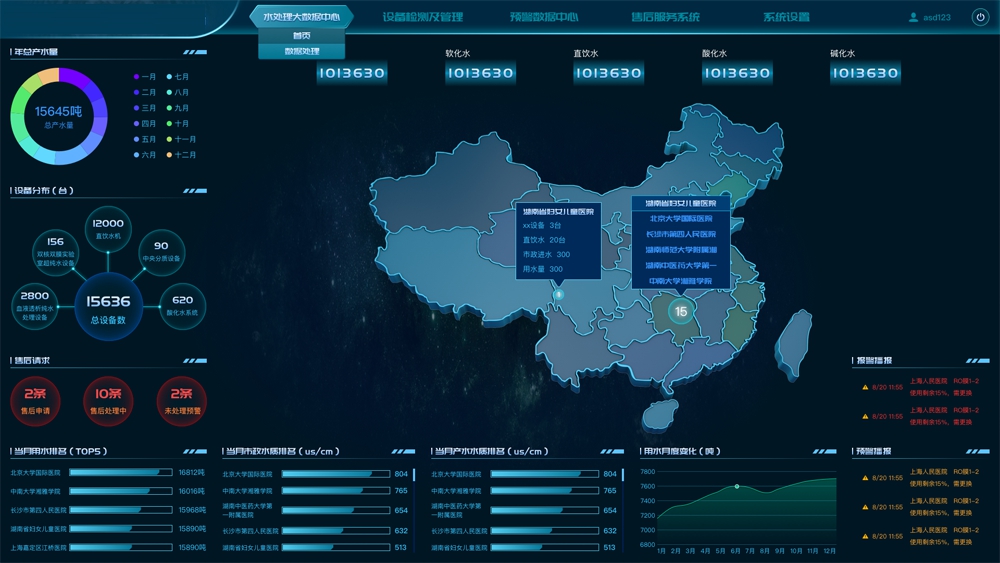 水处理大数据中心
设备检测及管理
预警数据中心
售后服务系统
系统设置
asd123
首页
数据处理
年总产水量
15645吨
总产水量
一月
七月
二月
八月
三月
九月
四月
十月
五月
十一月
六月
十二月
1013630
软化水
1013630
直饮水
1013630
酸化水
1013630
碱化水
1013630
设备分布（台）
12000
直饮水机
156
双核双膜实验
室超纯水设备
90
中央分质设备
2800
血液透析纯水
处理设备
15636
总设备数
620
酸化水系统
湖南省妇女儿童医院
xx设备 3台
直饮水 20台
市政进水 300
用水量 300
湖南省妇女儿童医院
北京大学国际医院
长沙市第四人民医院
湖南师范大学附属湘
湖南中医药大学第一
中南大学湘雅学院
15
售后请求
2条
售后申请
10条
售后处理中
2条
未处理预警
报警播报
8/20 11:55
上海人民医院 RO膜1-2
使用剩余15%，需更换
8/20 11:55
上海人民医院 RO膜1-2
使用剩余15%，需更换
当月用水排名（TOP5）
北京大学国际医院 16812吨
中南大学湘雅学院 16016吨
长沙市第四人民医院 15968吨
湖南省妇女儿童医院 15890吨
上海嘉定区江桥医院 15890吨
当月市政水质排名（us/cm）
北京大学国际医院 804
中南大学湘雅学院 765
湖南中医药大学第
一附属医院 654
长沙市第四人民医院 632
湖南省妇女儿童医院 513
当月产水水质排名（us/cm）
北京大学国际医院 804
中南大学湘雅学院 765
湖南中医药大学第
一附属医院 654
长沙市第四人民医院 632
湖南省妇女儿童医院 513
用水月度变化（吨）
7800
7600
7400
7200
7000
6800
1月 2月 3月 4月 5月 6月 7月 8月 9月 10月 11月 12月
预警播报
8/20 11:55
上海人民医院 RO膜1-2
使用剩余15%，需更换
8/20 11:55
上海人民医院 RO膜1-2
使用剩余15%，需更换
8/20 11:55
上海人民医院 RO膜1-2
使用剩余15%，需更换